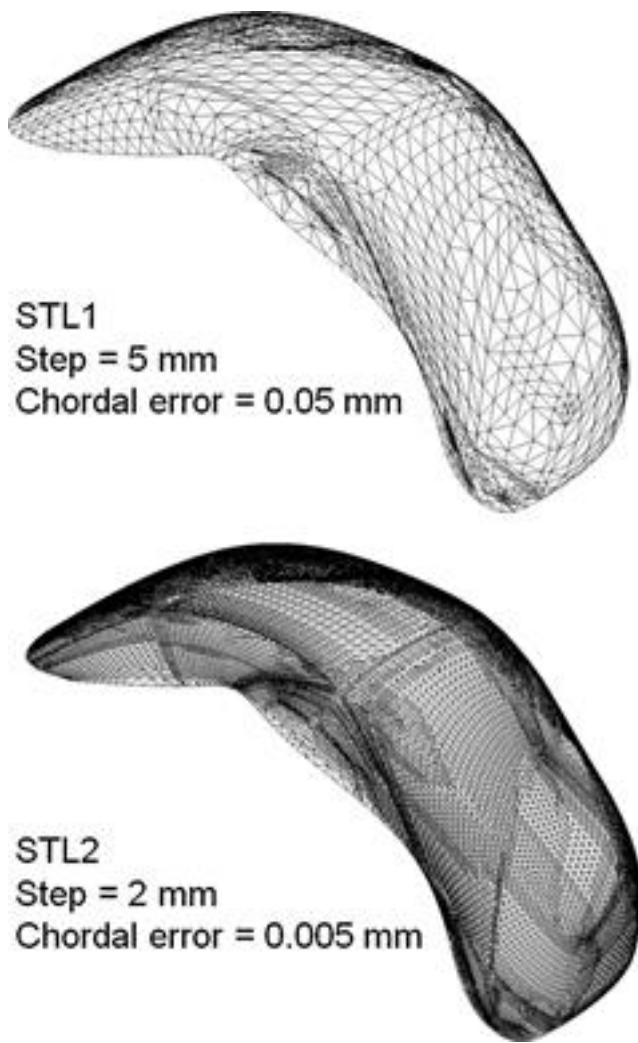 STL1
Step = 5 mm
Chordal error = 0.05 mm
STL2
Step = 2 mm
Chordal error = 0.005 mm